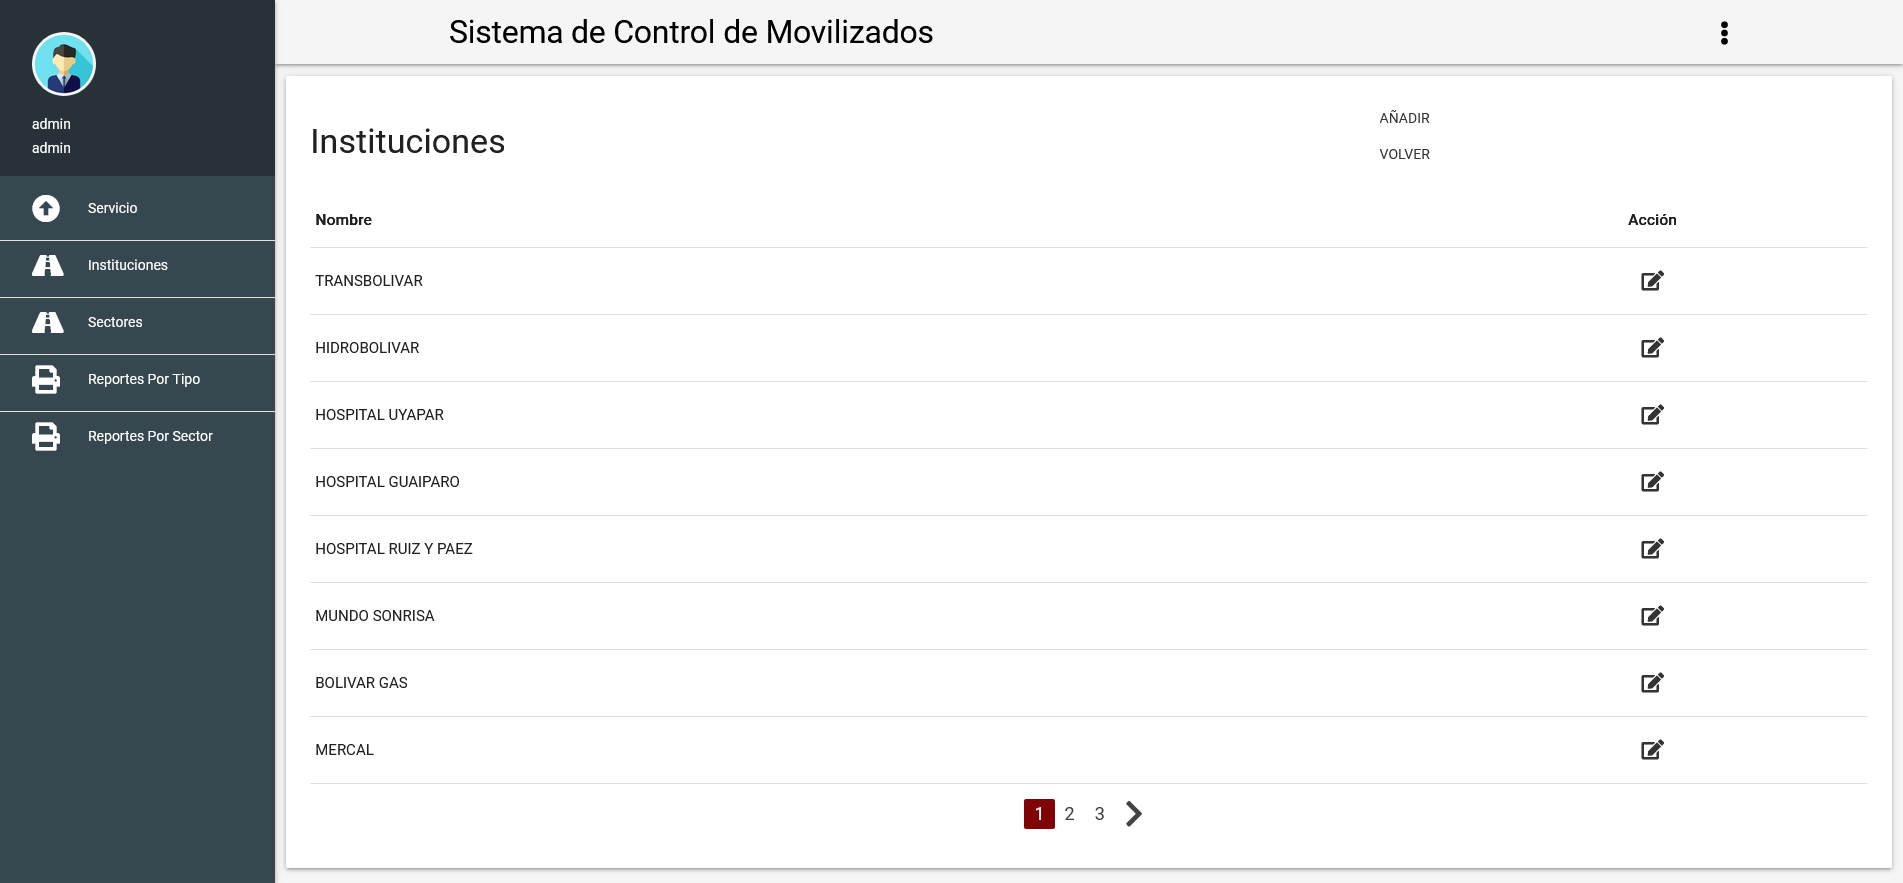 admin
admin
Servicio
Instituciones
Sectores
Reportes Por Tipo
Reportes Por Sector
Sistema de Control de Movilizados
Instituciones
AÑADIR
VOLVER
Nombre Acción
TRANSBOLIVAR
HIDROBOLIVAR
HOSPITAL UYAPAR
HOSPITAL GUAIPARO
HOSPITAL RUIZ Y PAEZ
MUNDO SONRISA
BOLIVAR GAS
MERCAL
1 2 3